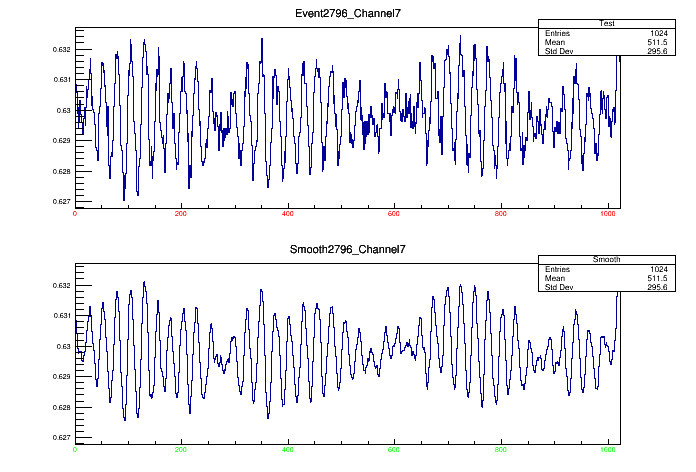 Event2796_Channel7
Test
Entries 1024
Mean 511.5
Std Dev 295.6
0.632
0.631
0.63
0.629
0.628
0.627
0 200 400 600 800 1000
Smooth2796_Channel7
Smooth
Entries 1024
Mean 511.5
Std Dev 295.6
0.632
0.631
0.63
0.629
0.628
0.627
0 200 400 600 800 1000